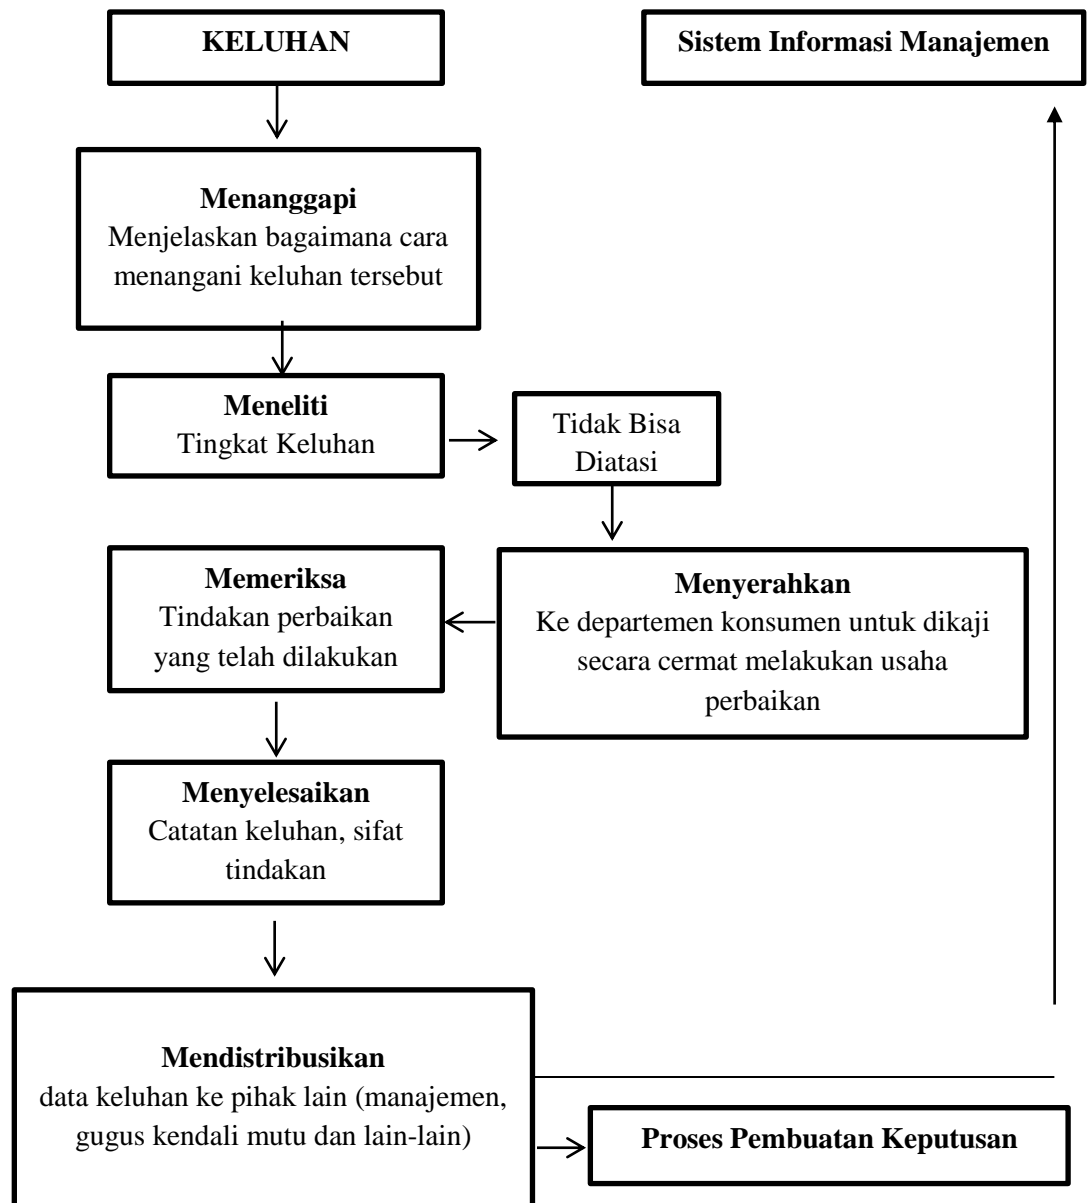 KELUHAN
Sistem Informasi Manajemen
Menanggapi
Menjelaskan bagaimana cara
menangani keluhan tersebut
Meneliti
Tingkat Keluhan
Tidak Bisa
Diatasi
Memeriksa
Tindakan perbaikan
yang telah dilakukan
Menyerahkan
Ke departemen konsumen untuk dikaji
secara cermat melakukan usaha
perbaikan
Menyelesaikan
Catatan keluhan, sifat
tindakan
Mendistribusikan
data keluhan ke pihak lain (manajemen,
gugus kendali mutu dan lain-lain)
Proses Pembuatan Keputusan